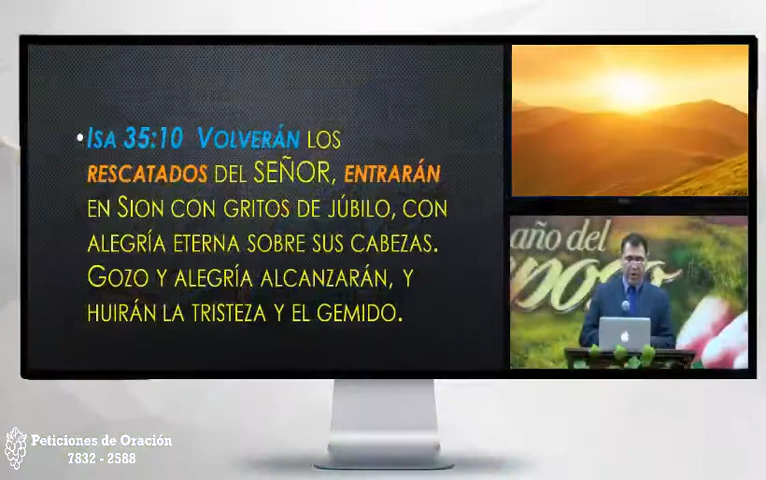 • Isa 35:10 Volverán los
rescatados del SEÑOR, entrarán
en Sion con gritos de júbilo, con
alegría eterna sobre sus cabezas.
Gozo y alegría alcanzarán, y
huirán la tristeza y el gemido.
año del
Peticiones de Oración
7832 - 2588